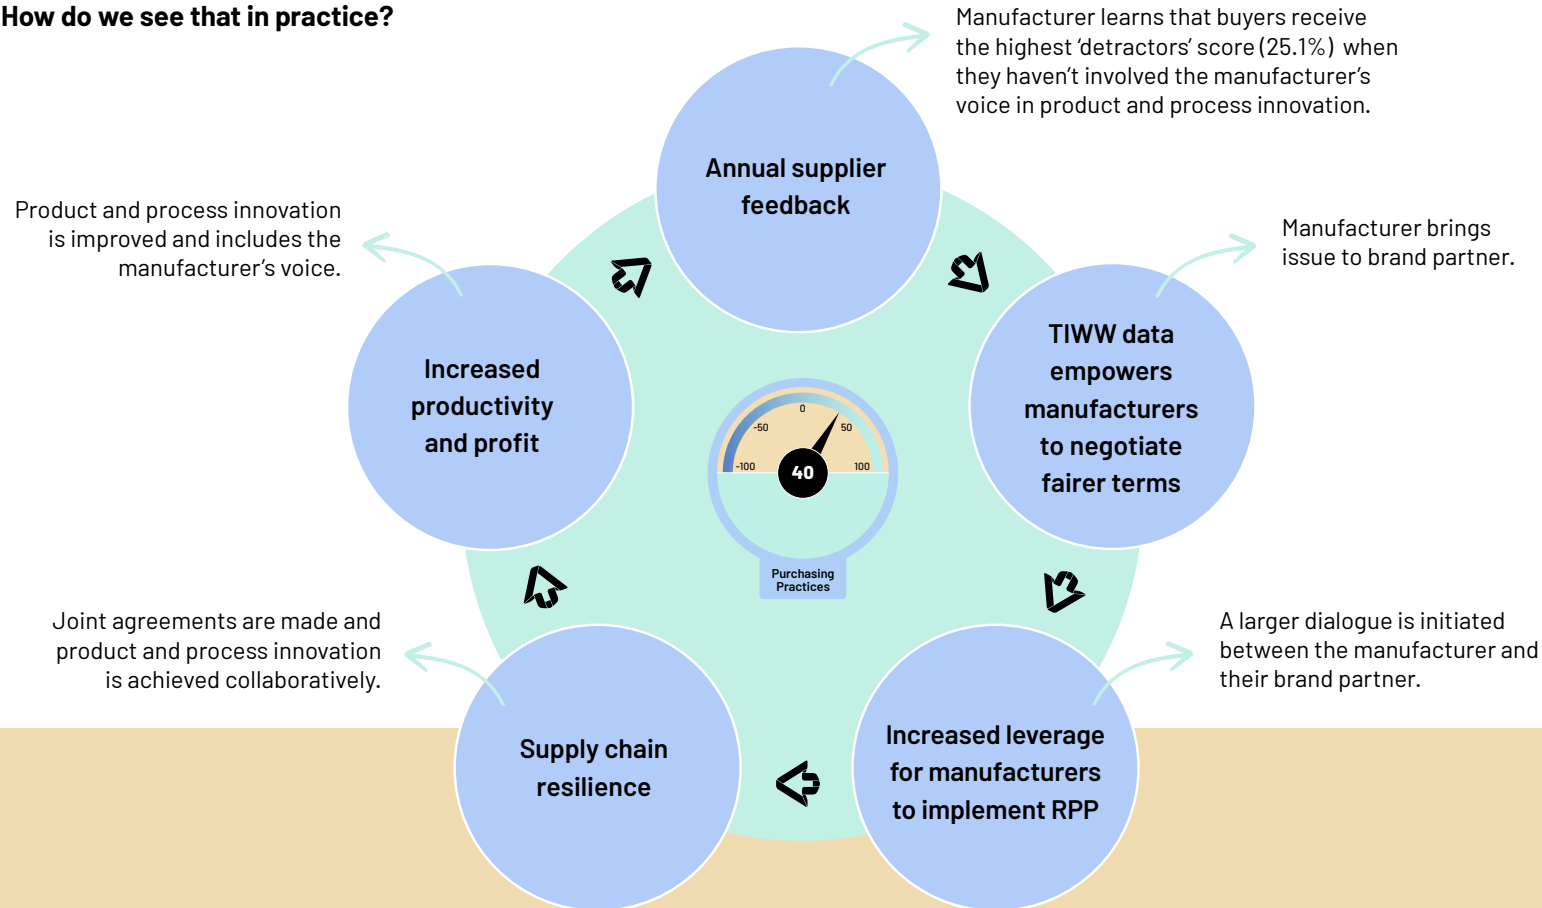 How do we see that in practice?
Manufacturer learns that buyers receive
the highest ‘detractors’ score (25.1%) when
they haven’t involved the manufacturer’s
voice in product and process innovation.
Annual supplier
feedback
Manufacturer brings
issue to brand partner.
TIWW data
empowers
manufacturers
to negotiate
fairer terms
A larger dialogue is initiated
between the manufacturer and
their brand partner.
Increased leverage
for manufacturers
to implement RPP
Joint agreements are made and
product and process innovation
is achieved collaboratively.
Supply chain
resilience
Product and process innovation
is improved and includes the
manufacturer’s voice.
Increased
productivity
and profit
-100
-50
0
50
100
40
Purchasing
Practices